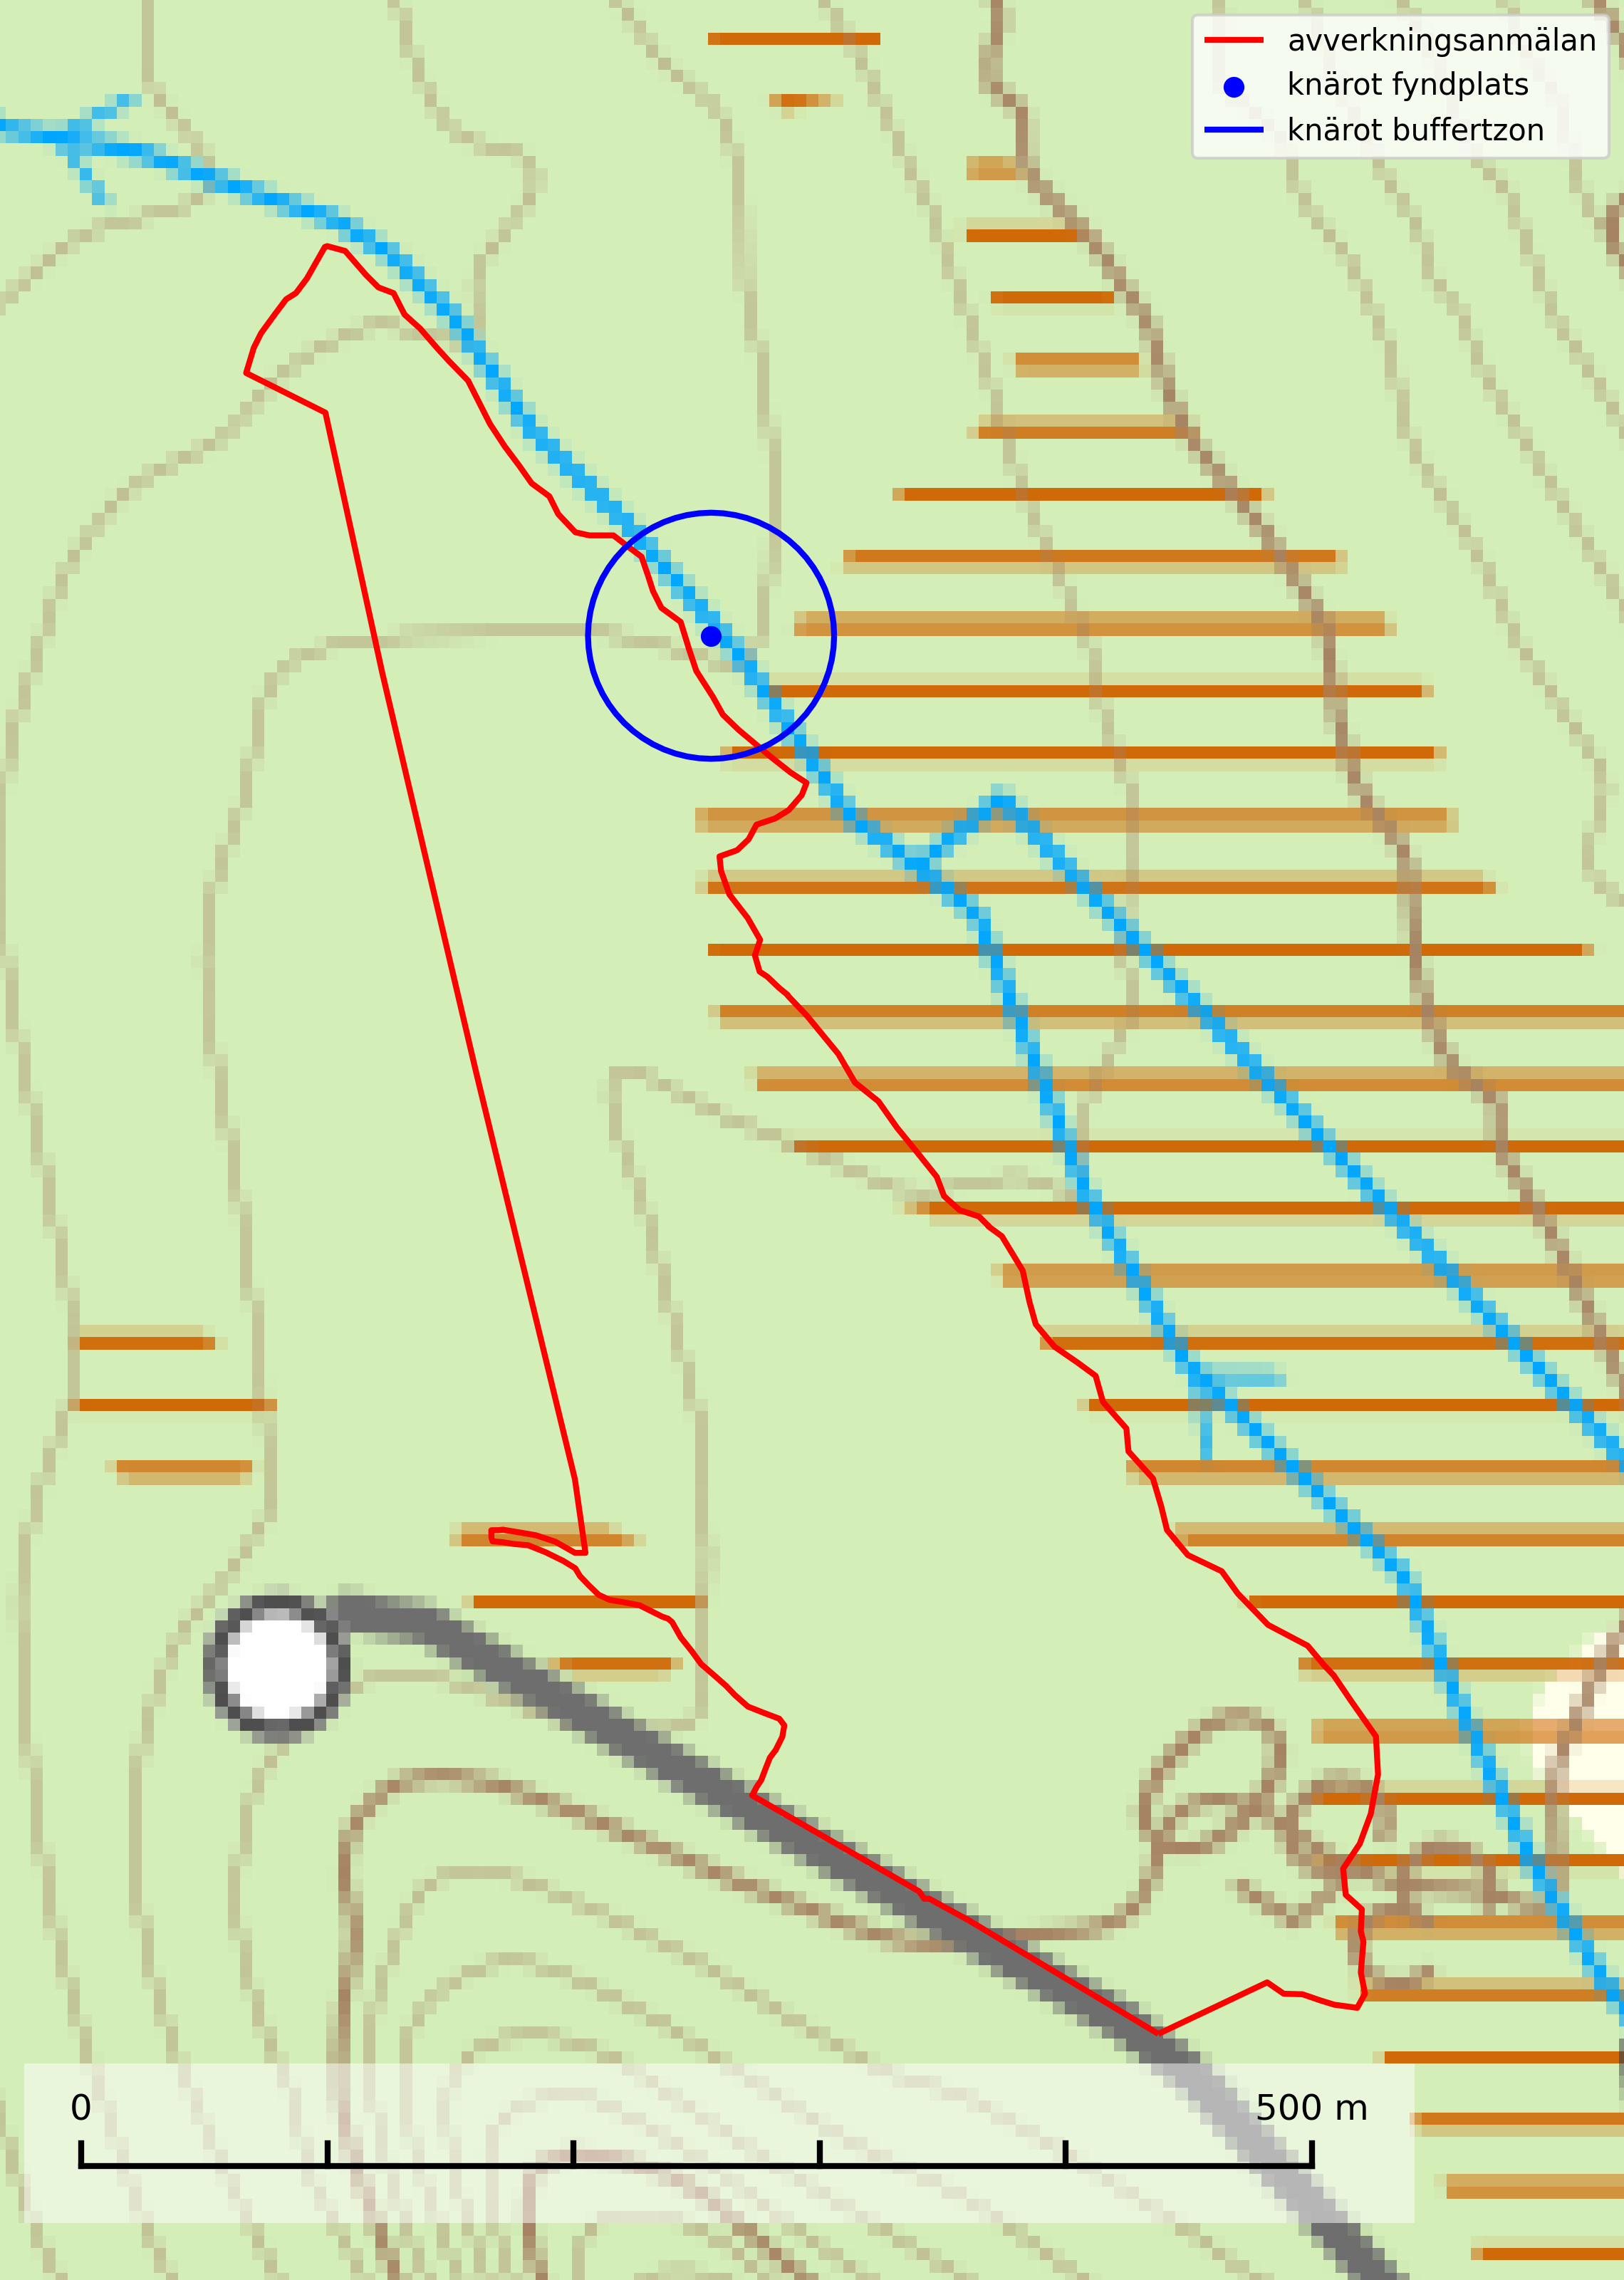 avverkningsanmälan
knärot fyndplats
knärot buffertzon
0
500 m